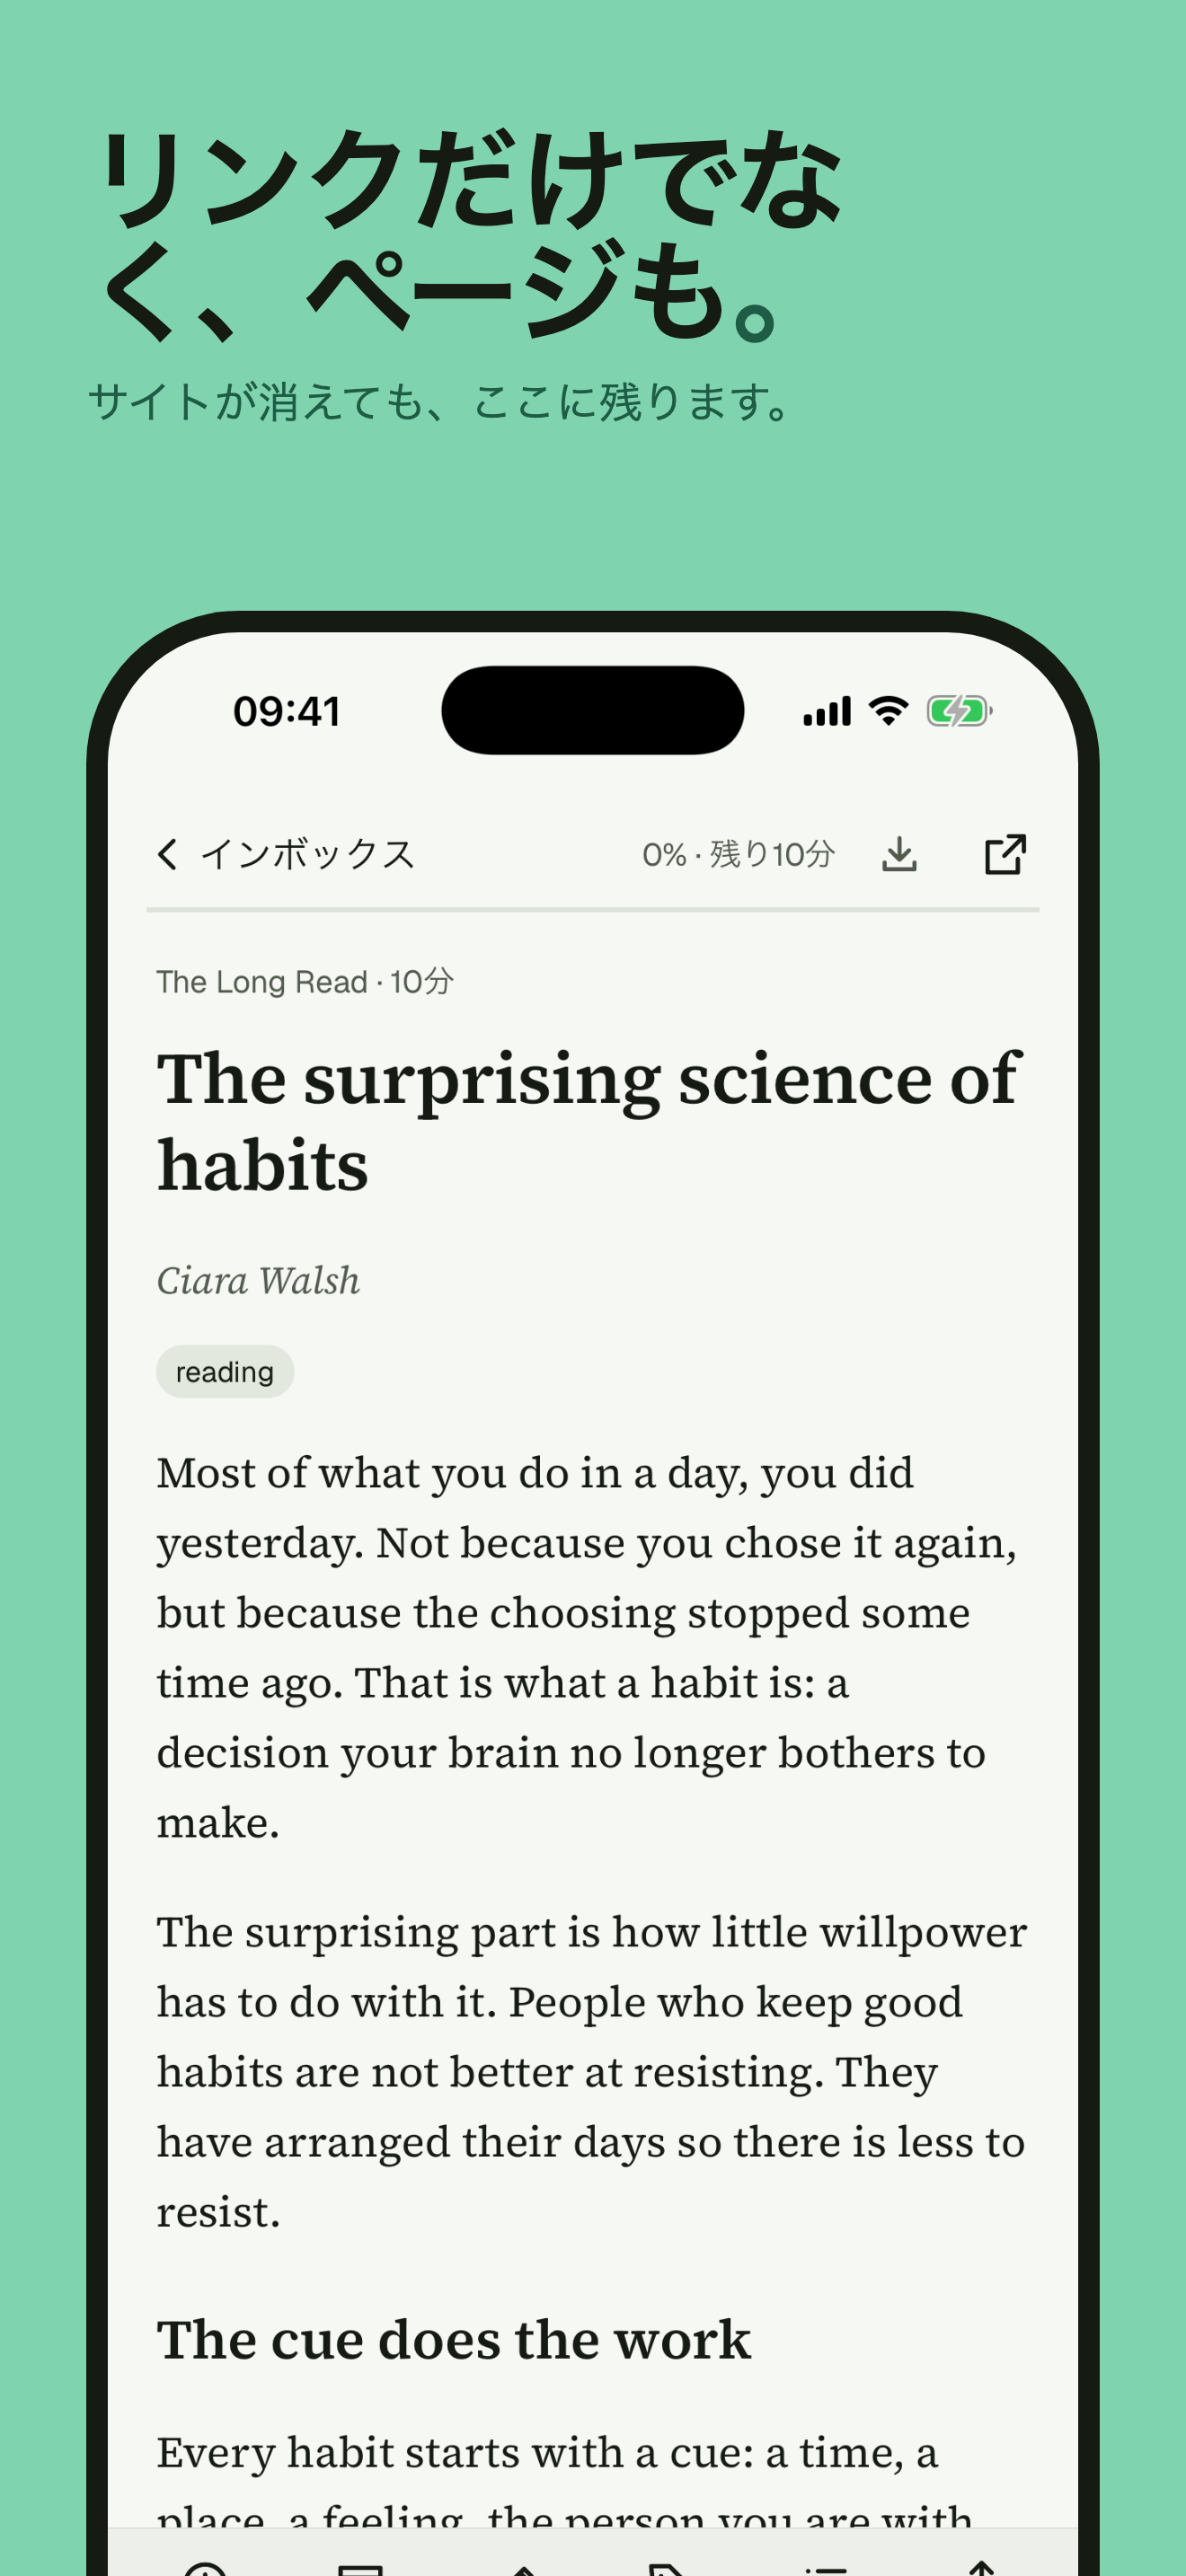 リンクだけでな
く、ページも。
サイトが消えても、ここに残ります。
09:41
インボックス 0% · 残り10分
The Long Read · 10分
The surprising science of
habits
Ciara Walsh
reading
Most of what you do in a day, you did
yesterday. Not because you chose it again,
but because the choosing stopped some
time ago. That is what a habit is: a
decision your brain no longer bothers to
make.
The surprising part is how little willpower
has to do with it. People who keep good
habits are not better at resisting. They
have arranged their days so there is less to
resist.
The cue does the work
Every habit starts with a cue: a time, a
place, a feeling, the person you are with